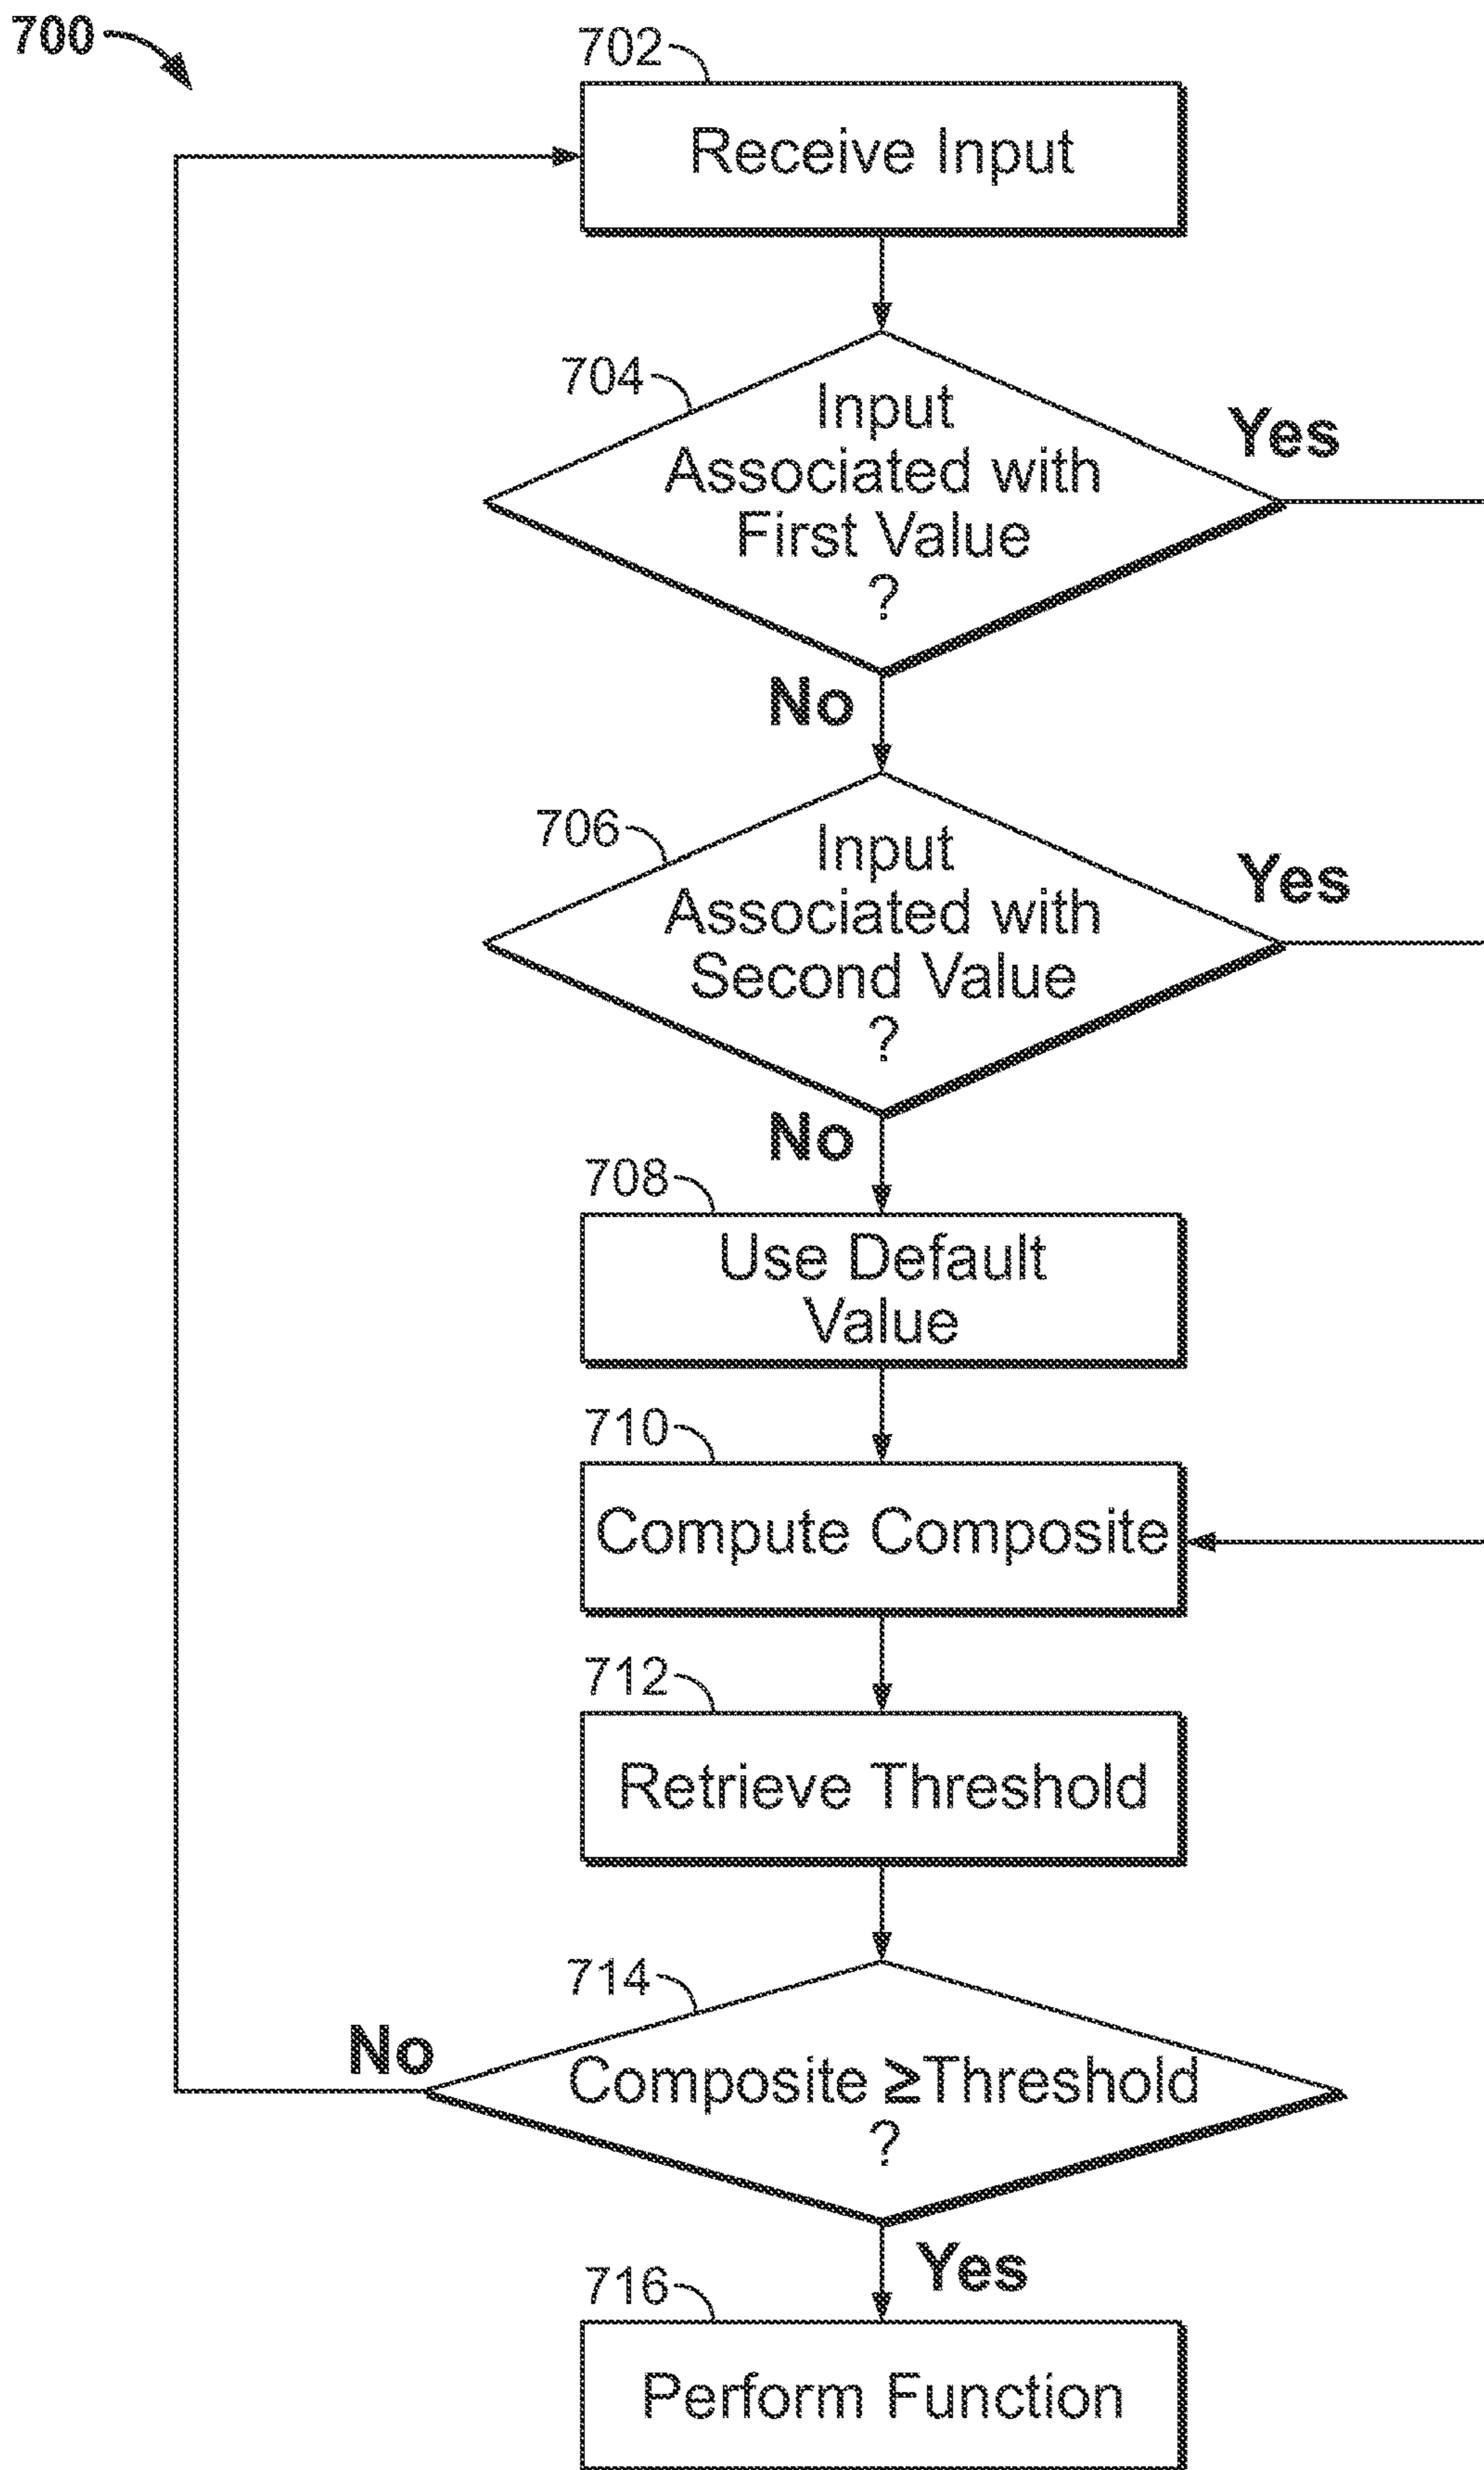 700
702
Receive Input
704
Input
Associated with
First Value
?
Yes
No
706
Input
Associated with
Second Value
?
Yes
No
708
Use Default
Value
710
Compute Composite
712
Retrieve Threshold
714
Composite ≥Threshold
?
No
Yes
716
Perform Function